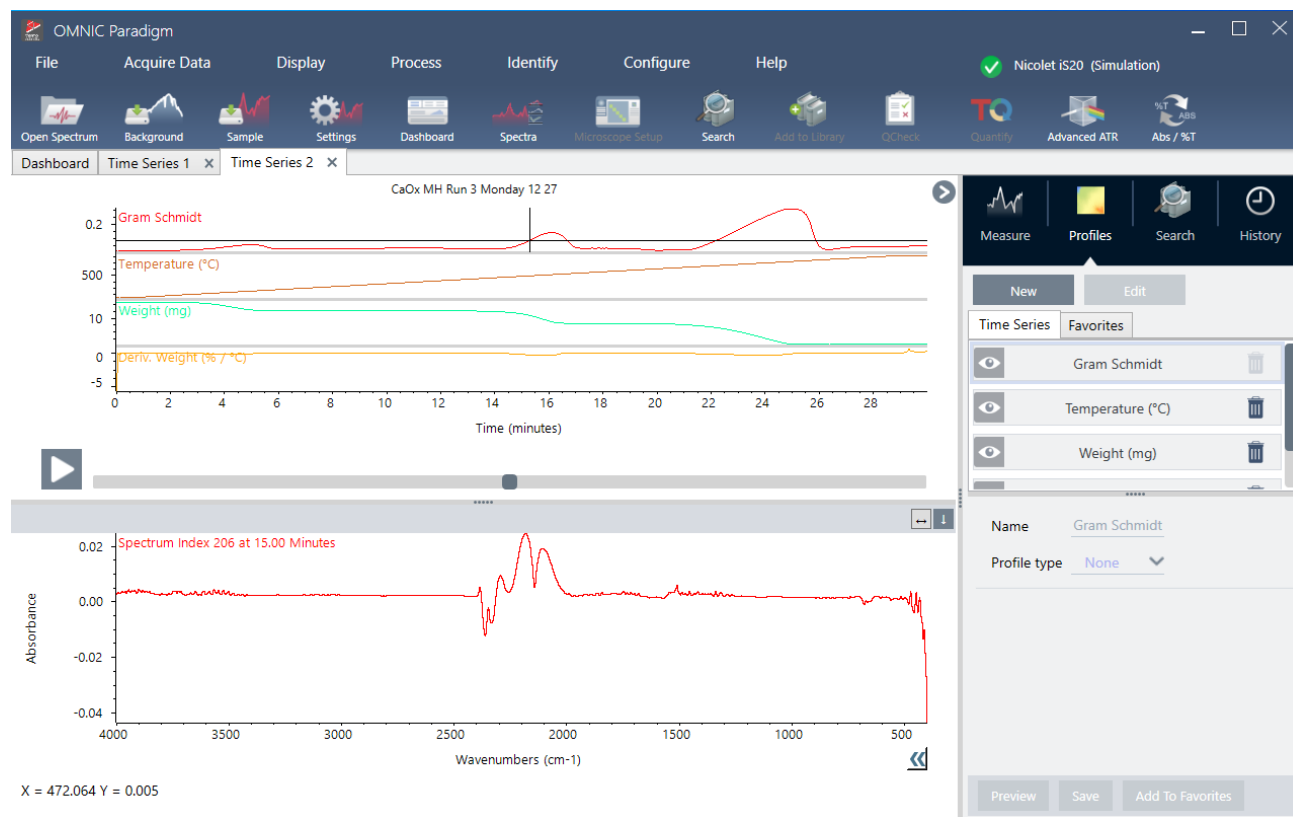 OMNIC Paradigm
File Acquire Data Display Process Identify Configure Help Nicolet iS20 (Simulation)
Open Spectrum Background Sample Settings Dashboard Spectra Microscope Setup Search Add to Library QCheck Quantify Advanced ATR Abs / %T
TQ
%T ABS
Dashboard Time Series 1 X Time Series 2 X
CaOx MH Run 3 Monday 12 27
0.2 Gram Schmidt
500 Temperature (°C)
10 Weight (mg)
0 Deriv. Weight (% / °C)
-5
0 2 4 6 8 10 12 14 16 18 20 22 24 26 28
Time (minutes)
Spectrum Index 206 at 15.00 Minutes
0.02
0.00
-0.02
-0.04
Absorbance
4000 3500 3000 2500 2000 1500 1000 500
Wavenumbers (cm-1)
X = 472.064 Y = 0.005
Measure Profiles Search History
New Edit
Time Series Favorites
Gram Schmidt
Temperature (°C)
Weight (mg)
Name Gram Schmidt
Profile type None
Preview Save Add To Favorites